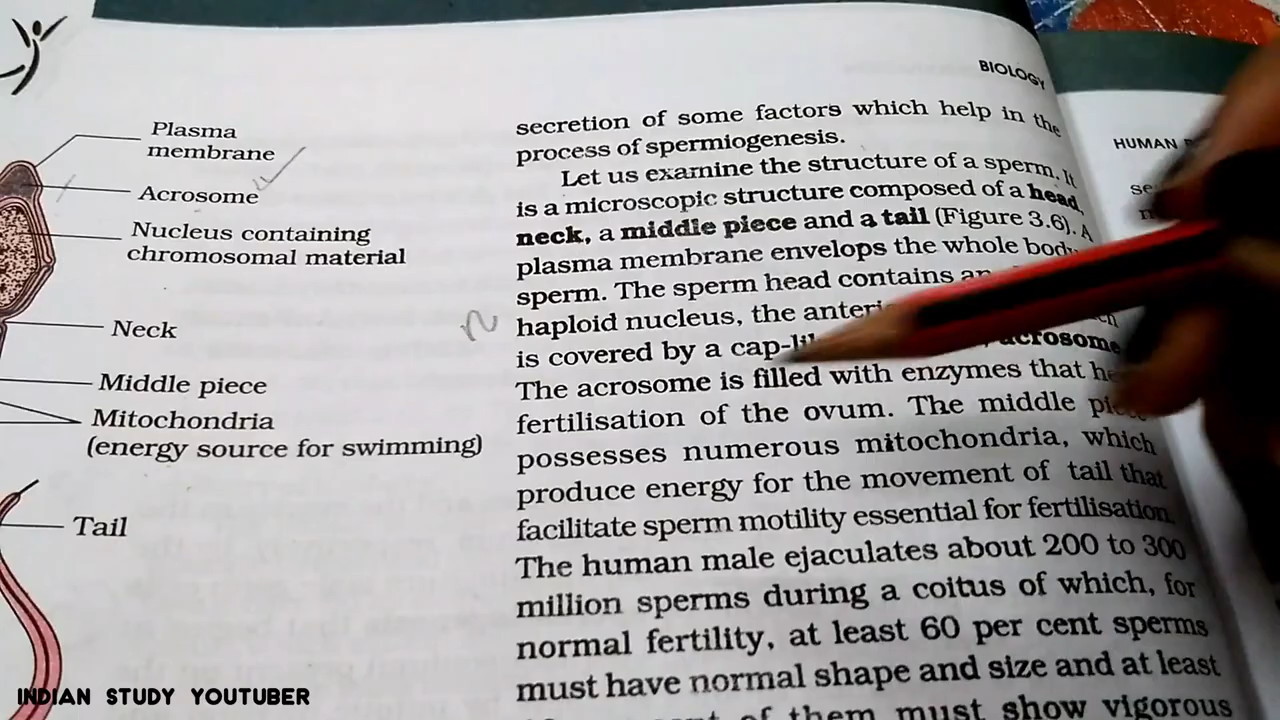 BIOLOGY
Plasma
membrane
Acrosome
Nucleus containing
chromosomal material
Neck
Middle piece
Mitochondria
(energy source for swimming)
Tail
secretion of some factors which help in the
process of spermiogenesis.
Let us examine the structure of a sperm. It
is a microscopic structure composed of a head,
neck, a middle piece and a tail (Figure 3.6). A
plasma membrane envelops the whole body
sperm. The sperm head contains an
haploid nucleus, the
is covered by a acrosome
The acrosome is filled with enzymes that
fertilisation of the ovum. The middle
possesses numerous mitochondria, which
produce energy for the movement of tail that
facilitate sperm motility essential for fertilisation.
The human male ejaculates about 200 to 300
million sperms during a coitus of which, for
normal fertility, at least 60 per cent sperms
must have normal shape and size and at least
of them must show vigorous
HUMAN
INDIAN STUDY YOUTUBER